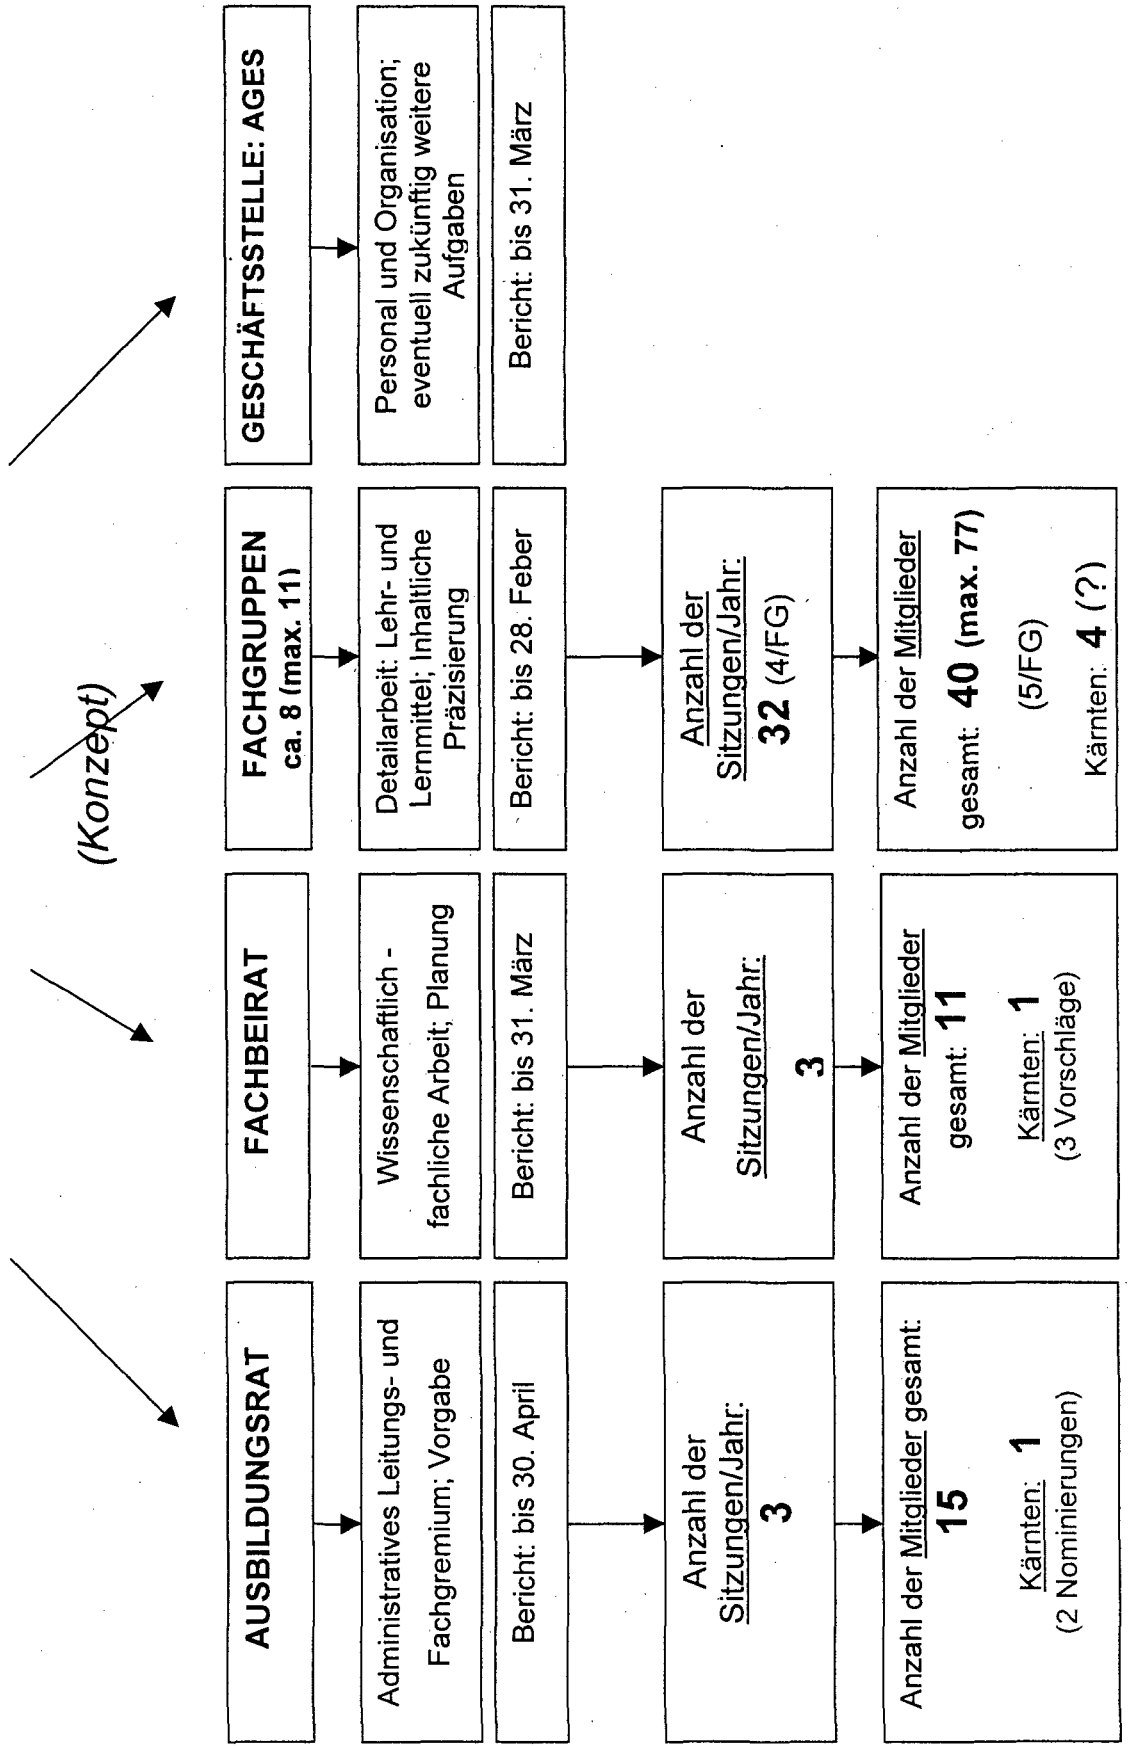 (Konzept)
AUSBILDUNGSRAT
Administratives Leitungs- und
Fachgremium; Vorgabe
Bericht: bis 30. April
Anzahl der
Sitzungen/Jahr:
3
Anzahl der Mitglieder gesamt:
15
Kärnten: 1
(2 Nominierungen)
FACHBEIRAT
Wissenschaftlich -
fachliche Arbeit; Planung
Bericht: bis 31. März
Anzahl der
Sitzungen/Jahr:
3
Anzahl der Mitglieder
gesamt: 11
Kärnten: 1
(3 Vorschläge)
FACHGRUPPEN
ca. 8 (max. 11)
Detailarbeit: Lehr- und
Lernmittel; Inhaltliche
Präzisierung
Bericht: bis 28. Feber
Anzahl der
Sitzungen/Jahr:
32 (4/FG)
Anzahl der Mitglieder
gesamt: 40 (max. 77)
(5/FG)
Kärnten: 4 (?)
GESCHÄFTSSTELLE: AGES
Personal und Organisation;
eventuell zukünftig weitere
Aufgaben
Bericht: bis 31. März